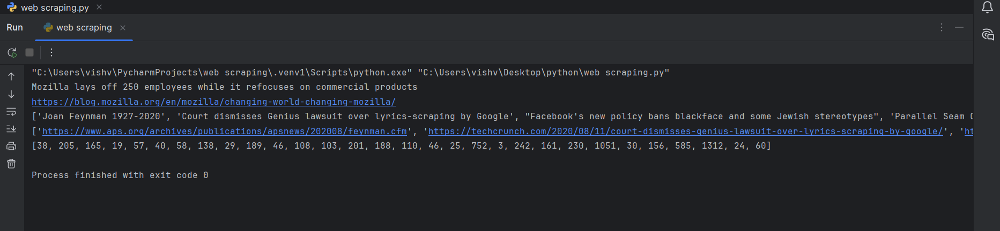 web scraping.py
Run web scraping
"C:\Users\vishv\PycharmProjects\web scraping\.venv1\Scripts\python.exe" "C:\Users\vishv\Desktop\python\web scraping.py"
Mozilla lays off 250 employees while it refocuses on commercial products
https://blog.mozilla.org/en/mozilla/changing-world-changing-mozilla/
['Joan Feynman 1927-2020', 'Court dismisses Genius lawsuit over lyrics-scraping by Google', "Facebook's new policy bans blackface and some Jewish stereotypes", 'Parallel Seam
['https://www.aps.org/archives/publications/apsnews/202008/feynman.cfm', 'https://techcrunch.com/2020/08/11/court-dismisses-genius-lawsuit-over-lyrics-scraping-by-google/', 'ht
[38, 205, 165, 19, 57, 40, 58, 138, 29, 189, 46, 108, 103, 201, 188, 110, 46, 25, 752, 3, 242, 161, 230, 1051, 30, 156, 585, 1312, 24, 60]
Process finished with exit code 0